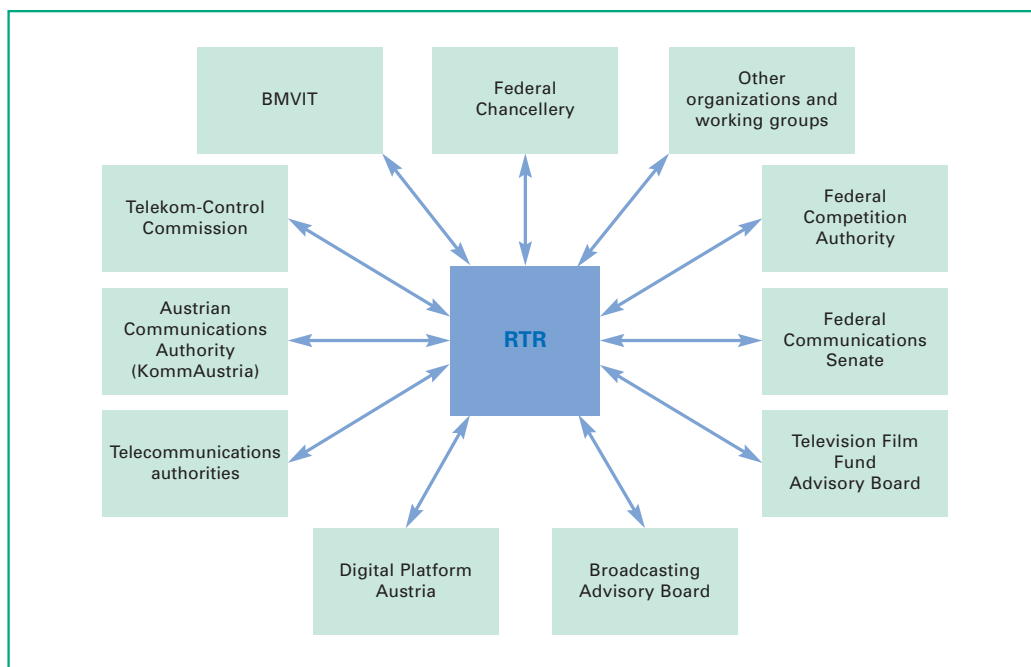 BMVIT
Federal
Chancellery
Other
organizations and
working groups
Telekom-Control
Commission
Federal
Competition
Authority
Austrian
Communications
Authority
(KommAustria)
RTR
Federal
Communications
Senate
Telecommunications
authorities
Television Film
Fund
Advisory Board
Digital Platform
Austria
Broadcasting
Advisory Board